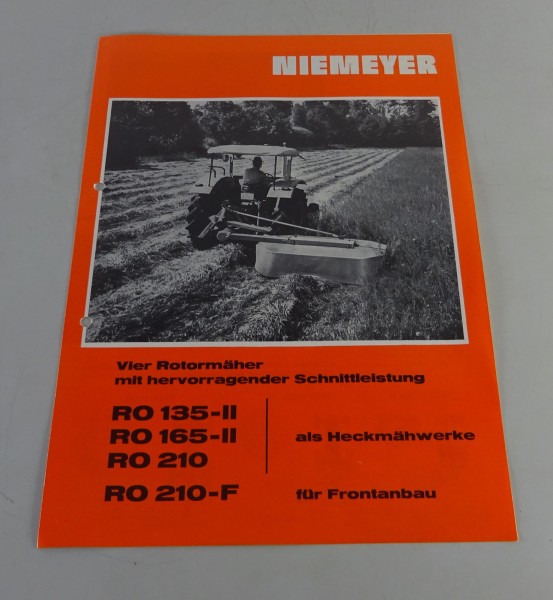 NIEMEYER
Vier Rotormäher
mit hervorragender Schnittleistung
RO 135-II
RO 165-II
RO 210
als Heckmähwerke
RO 210-F
für Frontanbau